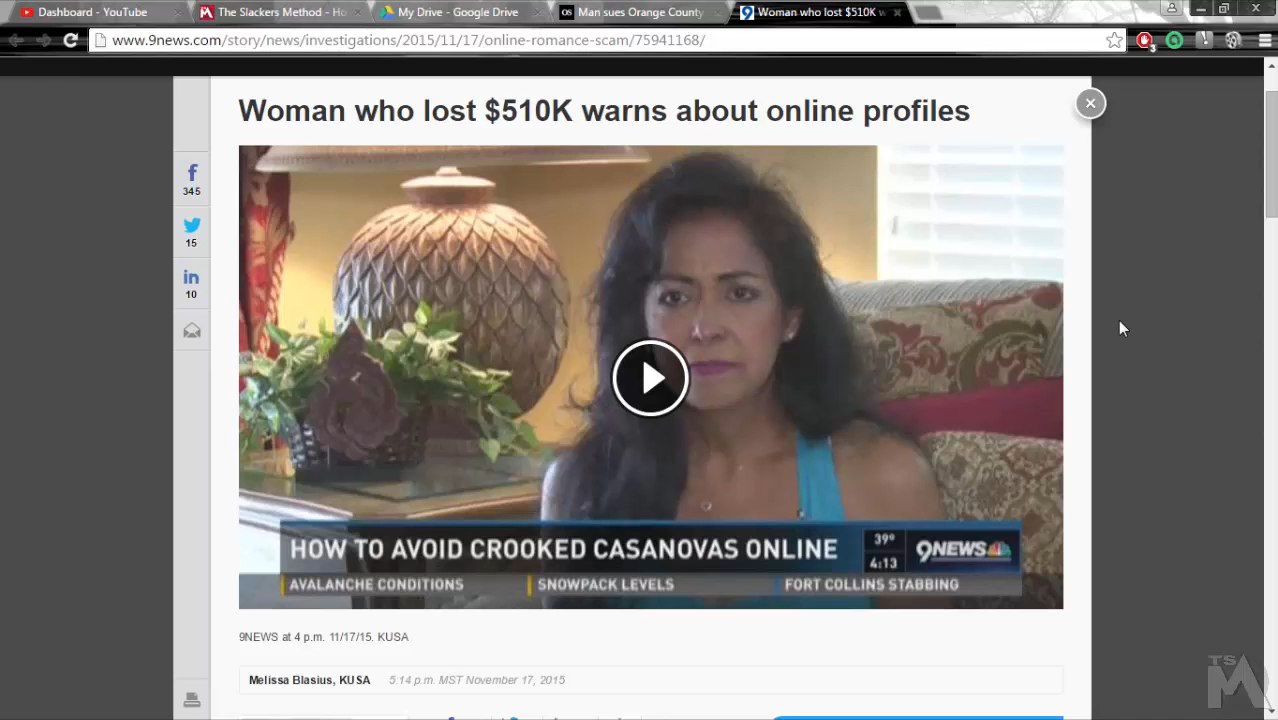 Dashboard - YouTube
The Slackers Method - Ho
My Drive - Google Drive
Man sues Orange County
Woman who lost $510K w
www.9news.com/story/news/investigations/2015/11/17/online-romance-scam/75941168/
3
Woman who lost $510K warns about online profiles
345
15
10
HOW TO AVOID CROOKED CASANOVAS ONLINE
39°
4:13
9NEWS
AVALANCHE CONDITIONS
SNOWPACK LEVELS
FORT COLLINS STABBING
9NEWS at 4 p.m. 11/17/15. KUSA
Melissa Blasius, KUSA
5:14 p.m. MST November 17, 2015
TSM